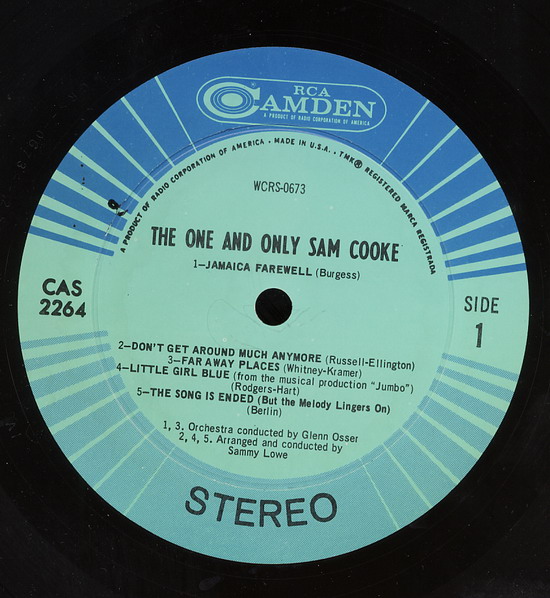 RCA
CAMDEN
A PRODUCT OF RADIO CORPORATION OF AMERICA
A PRODUCT OF RADIO CORPORATION OF AMERICA • MADE IN U.S.A. • TMK® REGISTERED MARCA REGISTRADA
WCRS-0673
THE ONE AND ONLY SAM COOKE
1—JAMAICA FAREWELL (Burgess)
CAS
2264
SIDE
1
2—DON'T GET AROUND MUCH ANYMORE (Russell-Ellington)
3—FAR AWAY PLACES (Whitney-Kramer)
4—LITTLE GIRL BLUE (from the musical production "Jumbo")
(Rodgers-Hart)
5—THE SONG IS ENDED (But the Melody Lingers On)
(Berlin)
1, 3. Orchestra conducted by Glenn Osser
2, 4, 5. Arranged and conducted by
Sammy Lowe
STEREO